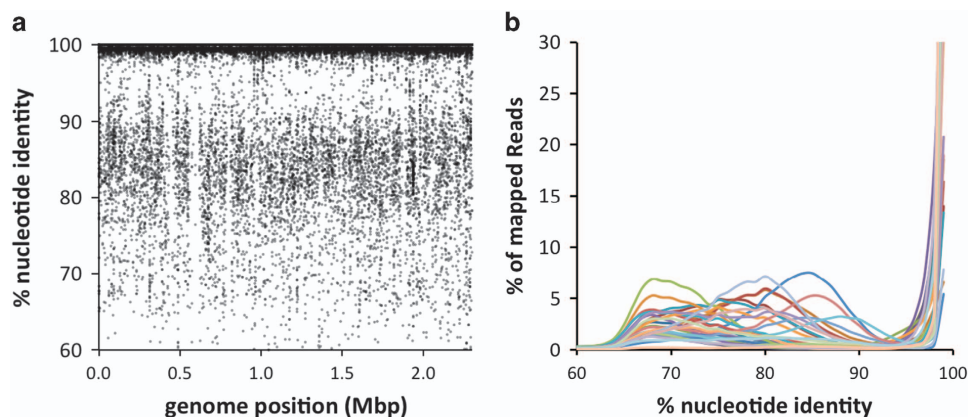 a
% nucleotide identity
100
90
80
70
60
0.0 0.5 1.0 1.5 2.0
genome position (Mbp)
b
% of mapped Reads
30
25
20
15
10
5
0
60 70 80 90 100
% nucleotide identity